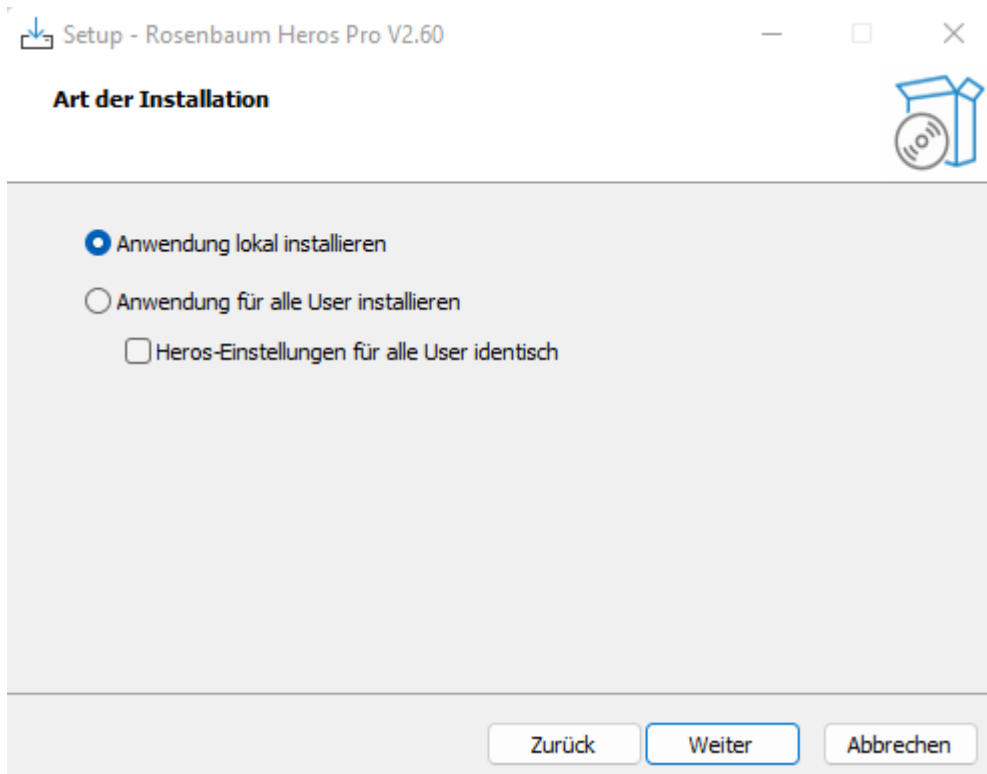 Setup - Rosenbaum Heros Pro V2.60
Art der Installation
Anwendung lokal installieren
Anwendung für alle User installieren
Heros-Einstellungen für alle User identisch
Zurück
Weiter
Abbrechen